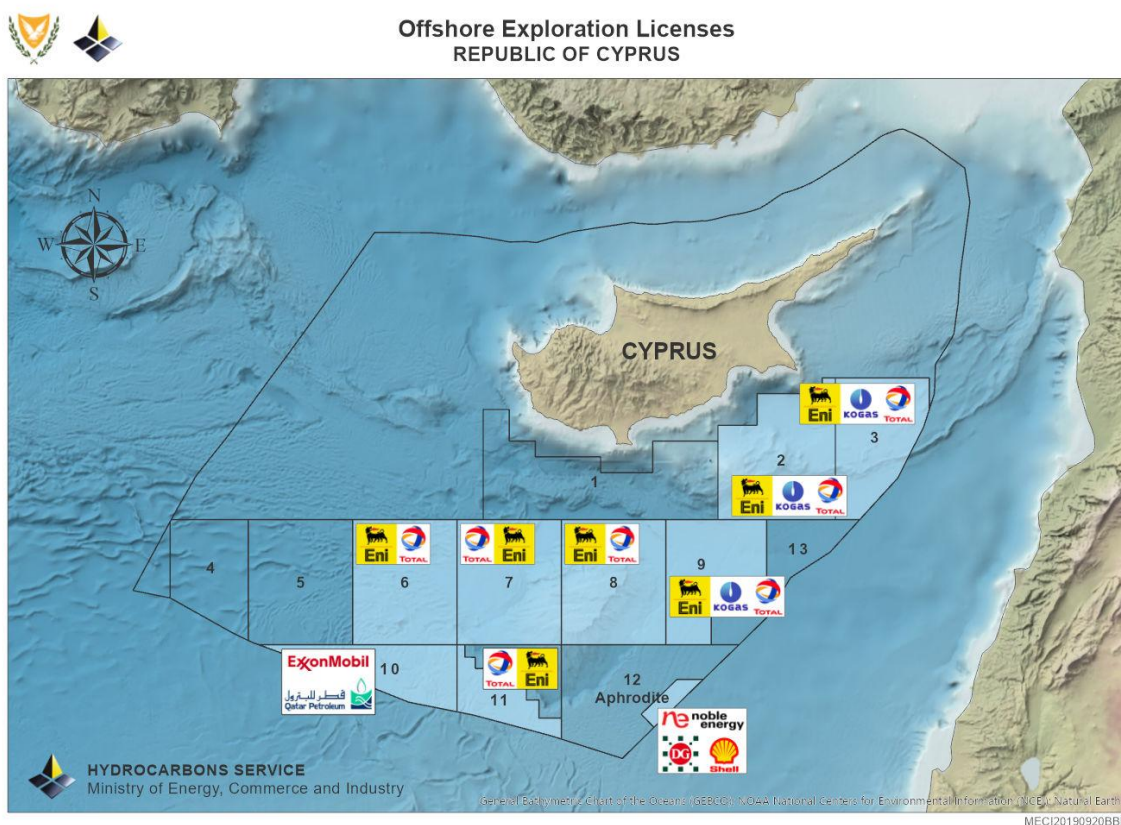 Offshore Exploration Licenses
REPUBLIC OF CYPRUS
N
W E
S
CYPRUS
Eni KOGAS TOTAL
3
2
Eni KOGAS TOTAL
1
Eni TOTAL
TOTAL Eni
Eni TOTAL
13
9
4
5
6
7
8
Eni KOGAS TOTAL
ExxonMobil
قطر للبترول
Qatar Petroleum
10
TOTAL Eni
11
12
Aphrodite
ne noble
energy
DG
Shell
HYDROCARBONS SERVICE
Ministry of Energy, Commerce and Industry
General Bathymetric Chart of the Oceans (GEBCO); NOAA National Centers for Environmental Information (NCEI); Natural Earth
MECI20190920BB